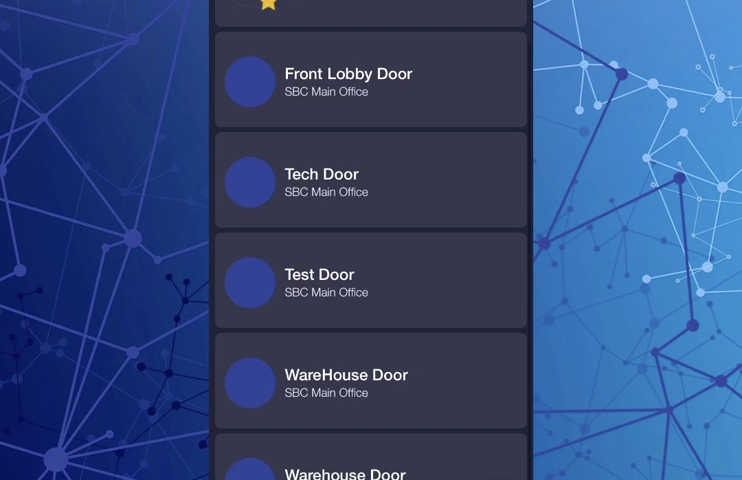 Front Lobby Door
SBC Main Office
Tech Door
SBC Main Office
Test Door
SBC Main Office
WareHouse Door
SBC Main Office
Warehouse Door